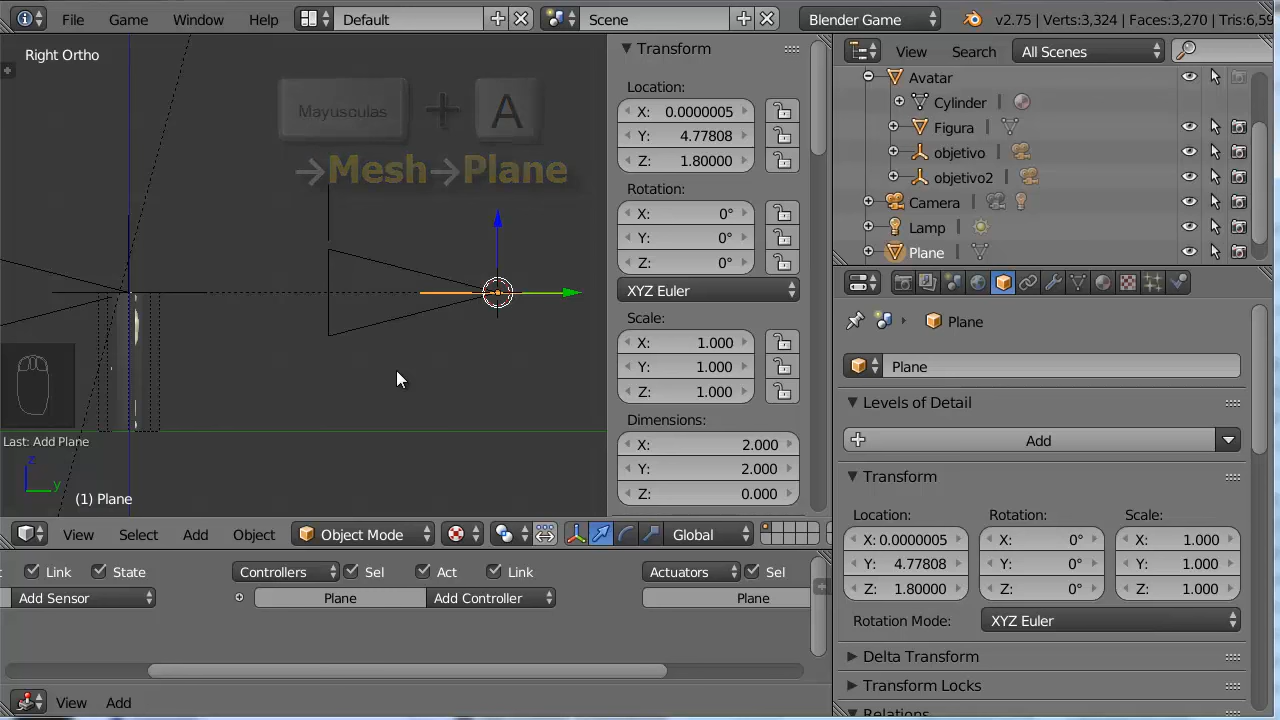 File Game Window Help Default Scene Blender Game v2.75 | Verts:3,324 | Faces:3,270 | Tris:6,59
Right Ortho
Mayusculas + A
→Mesh→Plane
Last: Add Plane
z
y
(1) Plane
Transform
Location:
X: 0.0000005
Y: 4.77808
Z: 1.80000
Rotation:
X: 0°
Y: 0°
Z: 0°
XYZ Euler
Scale:
X: 1.000
Y: 1.000
Z: 1.000
Dimensions:
X: 2.000
Y: 2.000
Z: 0.000
View Select Add Object Object Mode Global
Link State Controllers Sel Act Link Actuators Sel
Add Sensor Plane Add Controller Plane
View Add
View Search All Scenes
Avatar
Cylinder
Figura
objetivo
objetivo2
Camera
Lamp
Plane
Plane
Plane
Levels of Detail
Add
Transform
Location: Rotation: Scale:
X: 0.0000005 X: 0° X: 1.000
Y: 4.77808 Y: 0° Y: 1.000
Z: 1.80000 Z: 0° Z: 1.000
Rotation Mode: XYZ Euler
Delta Transform
Transform Locks
Relations